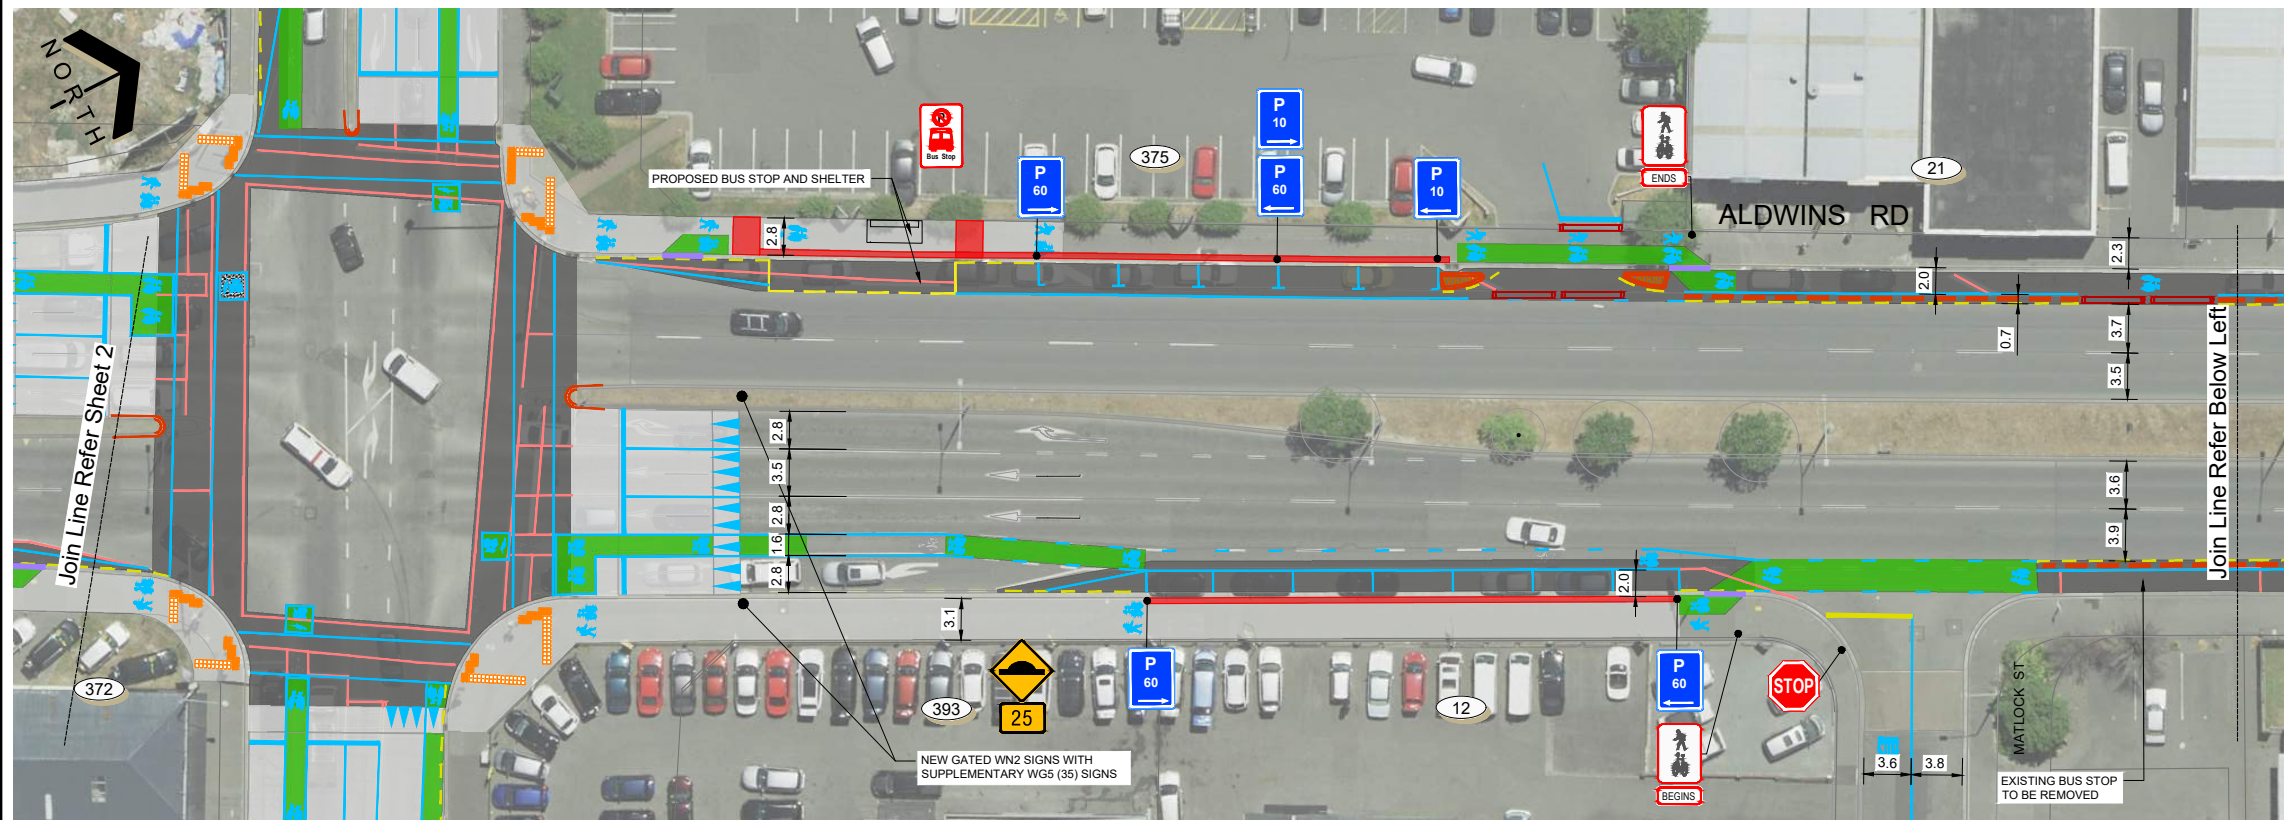 NORTH
Join Line Refer Sheet 2
Bus Stop
PROPOSED BUS STOP AND SHELTER
P
60
P
10
P
60
P
10
375
ENDS
21
ALDWINS RD
2.8
2.3
2.0
0.7
3.7
3.5
3.6
3.9
Join Line Refer Below Left
2.8
3.5
2.8
1.6
2.8
2.0
3.1
372
393
25
NEW GATED WN2 SIGNS WITH
SUPPLEMENTARY WG5 (35) SIGNS
P
60
12
P
60
STOP
BEGINS
3.6
3.8
MATLOCK ST
EXISTING BUS STOP
TO BE REMOVED